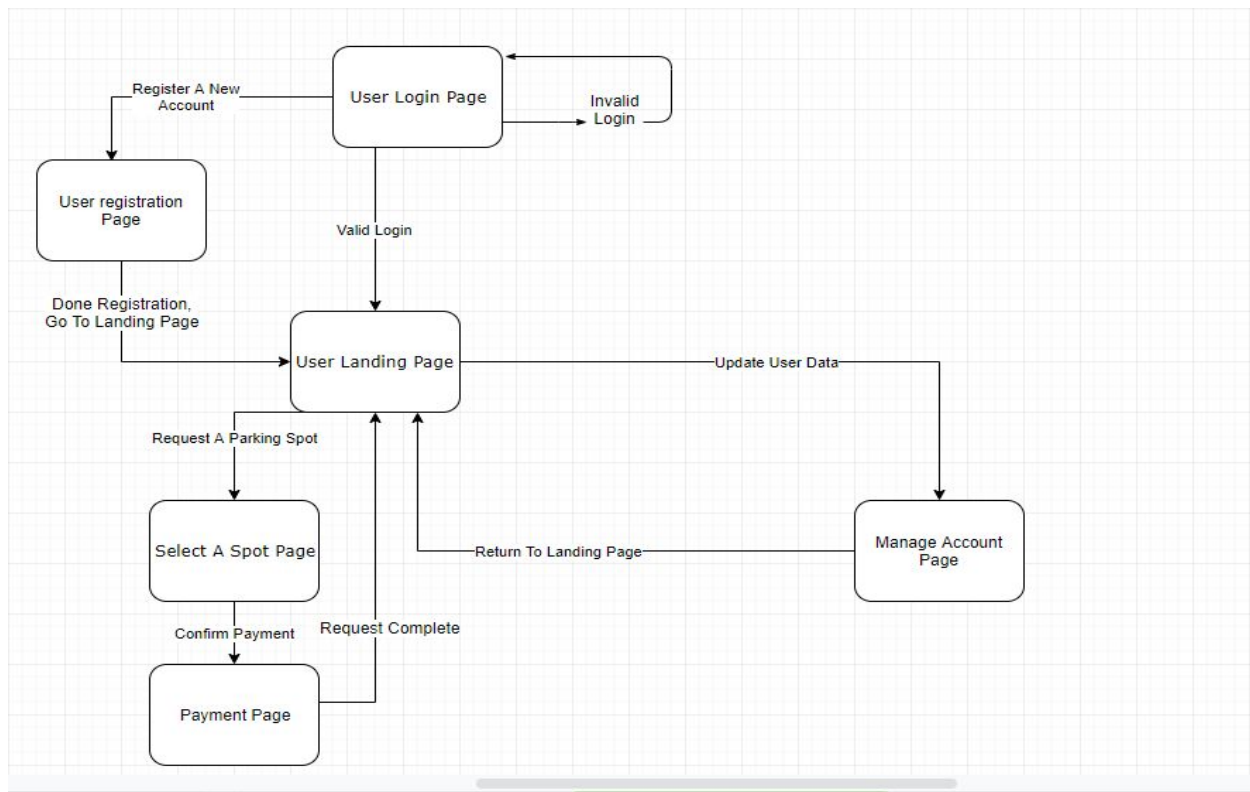 User Login Page
Register A New
Account
Invalid
Login
User registration
Page
Valid Login
Done Registration,
Go To Landing Page
User Landing Page
Update User Data
Request A Parking Spot
Select A Spot Page
Return To Landing Page
Manage Account
Page
Confirm Payment
Request Complete
Payment Page